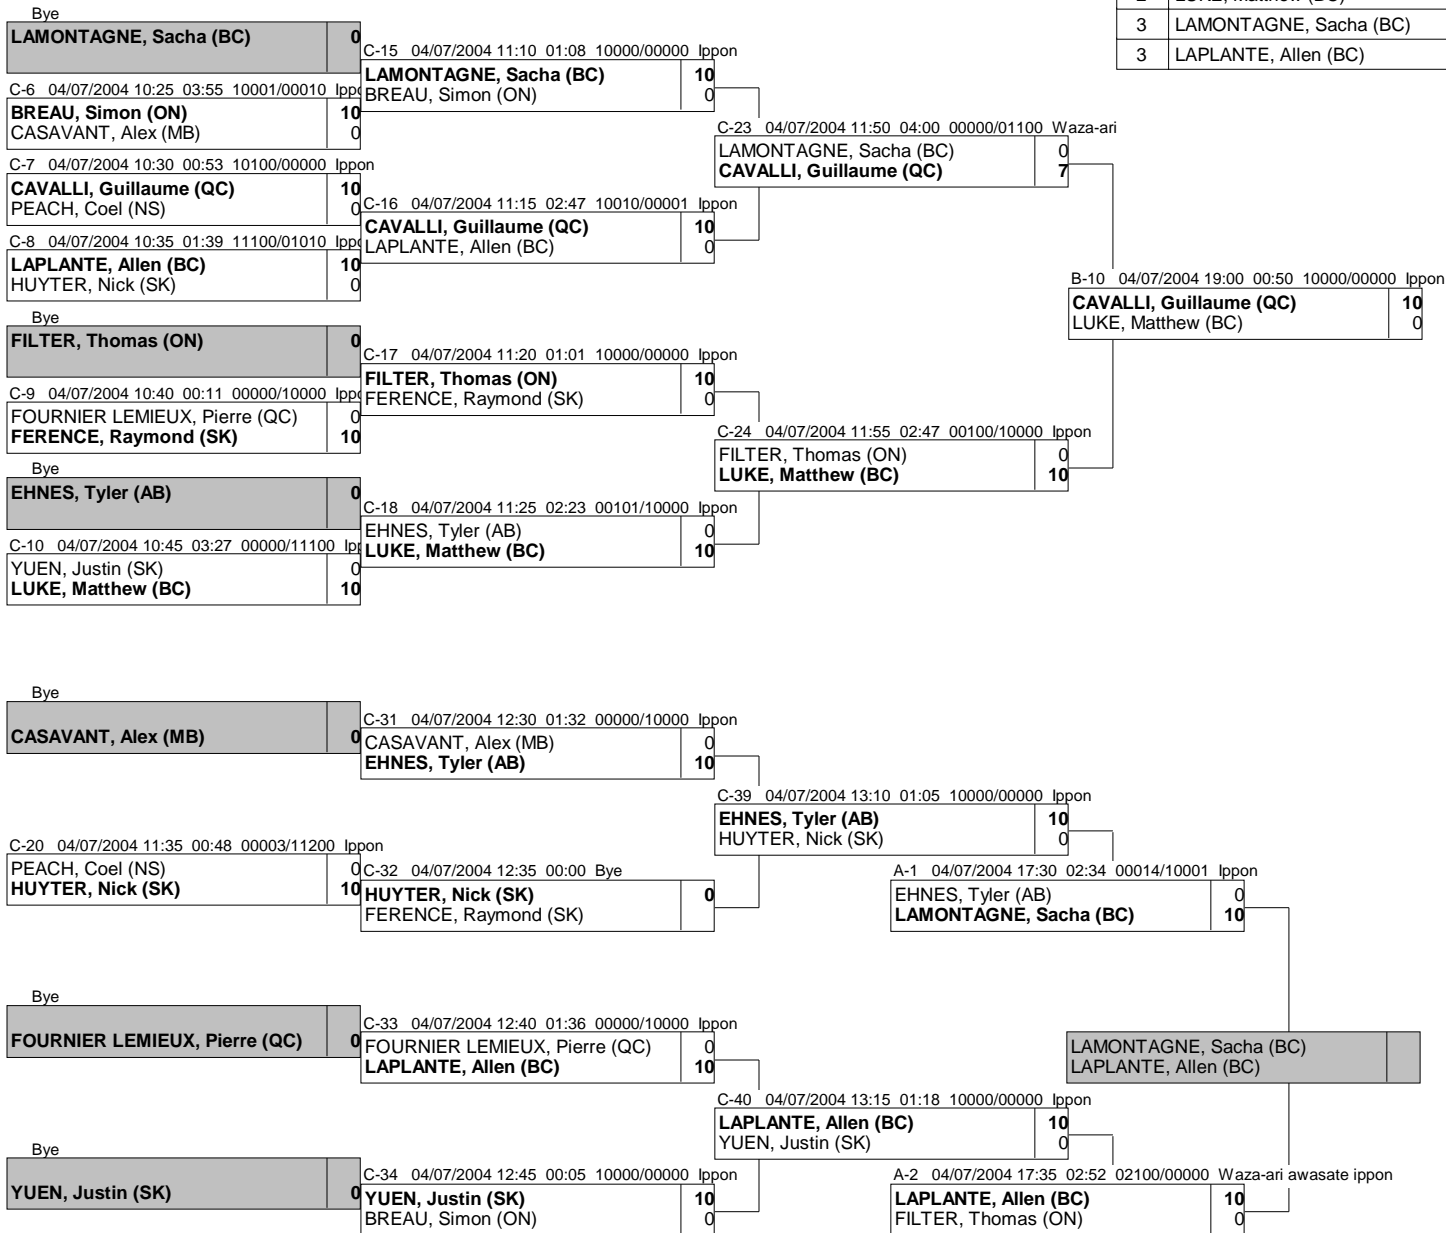 3 LAMONTAGNE, Sacha (BC)
3 LAPLANTE, Allen (BC)
Bye
LAMONTAGNE, Sacha (BC) 0
C-6 04/07/2004 10:25 03:55 10001/00010 Ippo
BREAU, Simon (ON) 10
CASAVANT, Alex (MB) 0
C-7 04/07/2004 10:30 00:53 10100/00000 Ippon
CAVALLI, Guillaume (QC) 10
PEACH, Coel (NS) 0
C-8 04/07/2004 10:35 01:39 11100/01010 Ippo
LAPLANTE, Allen (BC) 10
HUYTER, Nick (SK) 0
Bye
FILTER, Thomas (ON) 0
C-9 04/07/2004 10:40 00:11 00000/10000 Ippo
FOURNIER LEMIEUX, Pierre (QC) 0
FERENCE, Raymond (SK) 10
Bye
EHNES, Tyler (AB) 0
C-10 04/07/2004 10:45 03:27 00000/11100 Ipp
YUEN, Justin (SK) 0
LUKE, Matthew (BC) 10
C-15 04/07/2004 11:10 01:08 10000/00000 Ippon
LAMONTAGNE, Sacha (BC) 10
BREAU, Simon (ON) 0
C-16 04/07/2004 11:15 02:47 10010/00001 Ippon
CAVALLI, Guillaume (QC) 10
LAPLANTE, Allen (BC) 0
C-17 04/07/2004 11:20 01:01 10000/00000 Ippon
FILTER, Thomas (ON) 10
FERENCE, Raymond (SK) 0
C-18 04/07/2004 11:25 02:23 00101/10000 Ippon
EHNES, Tyler (AB) 0
LUKE, Matthew (BC) 10
C-23 04/07/2004 11:50 04:00 00000/01100 Waza-ari
LAMONTAGNE, Sacha (BC) 0
CAVALLI, Guillaume (QC) 7
C-24 04/07/2004 11:55 02:47 00100/10000 Ippon
FILTER, Thomas (ON) 0
LUKE, Matthew (BC) 10
B-10 04/07/2004 19:00 00:50 10000/00000 Ippon
CAVALLI, Guillaume (QC) 10
LUKE, Matthew (BC) 0
Bye
CASAVANT, Alex (MB) 0
C-20 04/07/2004 11:35 00:48 00003/11200 Ippon
PEACH, Coel (NS) 0
HUYTER, Nick (SK) 10
Bye
FOURNIER LEMIEUX, Pierre (QC) 0
Bye
YUEN, Justin (SK) 0
C-31 04/07/2004 12:30 01:32 00000/10000 Ippon
CASAVANT, Alex (MB) 0
EHNES, Tyler (AB) 10
C-32 04/07/2004 12:35 00:00 Bye
HUYTER, Nick (SK) 0
FERENCE, Raymond (SK)
C-33 04/07/2004 12:40 01:36 00000/10000 Ippon
FOURNIER LEMIEUX, Pierre (QC) 0
LAPLANTE, Allen (BC) 10
C-34 04/07/2004 12:45 00:05 10000/00000 Ippon
YUEN, Justin (SK) 10
BREAU, Simon (ON) 0
C-39 04/07/2004 13:10 01:05 10000/00000 Ippon
EHNES, Tyler (AB) 10
HUYTER, Nick (SK) 0
C-40 04/07/2004 13:15 01:18 10000/00000 Ippon
LAPLANTE, Allen (BC) 10
YUEN, Justin (SK) 0
A-1 04/07/2004 17:30 02:34 00014/10001 Ippon
EHNES, Tyler (AB) 0
LAMONTAGNE, Sacha (BC) 10
A-2 04/07/2004 17:35 02:52 02100/00000 Waza-ari awasate ippon
LAPLANTE, Allen (BC) 10
FILTER, Thomas (ON) 0
LAMONTAGNE, Sacha (BC)
LAPLANTE, Allen (BC)